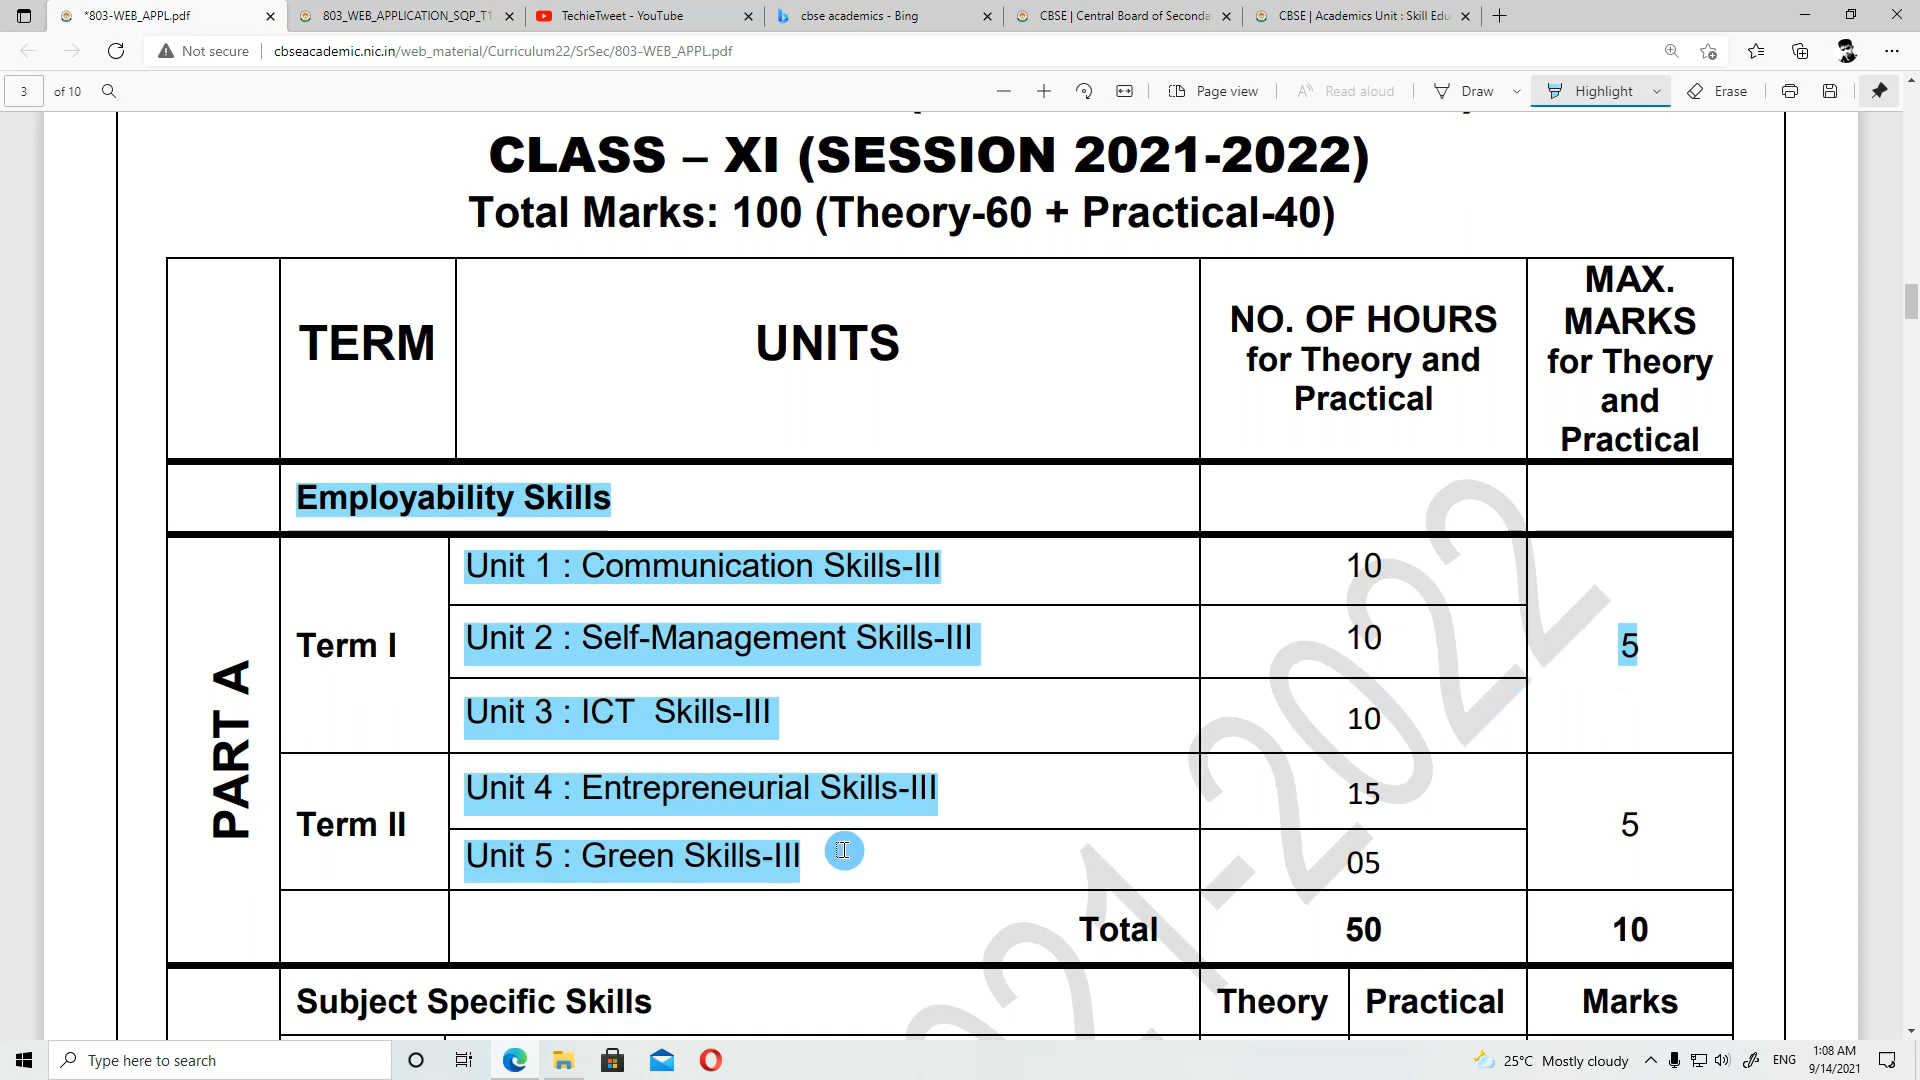 *803-WEB_APPL.pdf
803_WEB_APPLICATION_SQP_T1
TechieTweet - YouTube
cbse academics - Bing
CBSE | Central Board of Seconda
CBSE | Academics Unit : Skill Edu
Not secure
cbseacademic.nic.in/web_material/Curriculum22/SrSec/803-WEB_APPL.pdf
3 of 10
Page view
Read aloud
Draw
Highlight
Erase
CLASS – XI (SESSION 2021-2022)
Total Marks: 100 (Theory-60 + Practical-40)
TERM
UNITS
NO. OF HOURS
for Theory and
Practical
MAX.
MARKS
for Theory
and
Practical
Employability Skills
PART A
Term I
Unit 1 : Communication Skills-III
10
Unit 2 : Self-Management Skills-III
10
5
Unit 3 : ICT Skills-III
10
Term II
Unit 4 : Entrepreneurial Skills-III
15
5
Unit 5 : Green Skills-III
05
Total
50
10
Subject Specific Skills
Theory
Practical
Marks
Type here to search
25°C Mostly cloudy
ENG
1:08 AM
9/14/2021